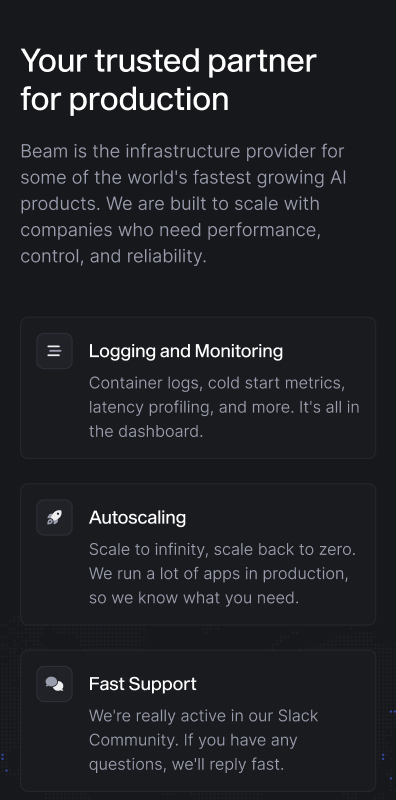 Your trusted partner
for production
Beam is the infrastructure provider for
some of the world's fastest growing AI
products. We are built to scale with
companies who need performance,
control, and reliability.
Logging and Monitoring
Container logs, cold start metrics,
latency profiling, and more. It's all in
the dashboard.
Autoscaling
Scale to infinity, scale back to zero.
We run a lot of apps in production,
so we know what you need.
Fast Support
We're really active in our Slack
Community. If you have any
questions, we'll reply fast.